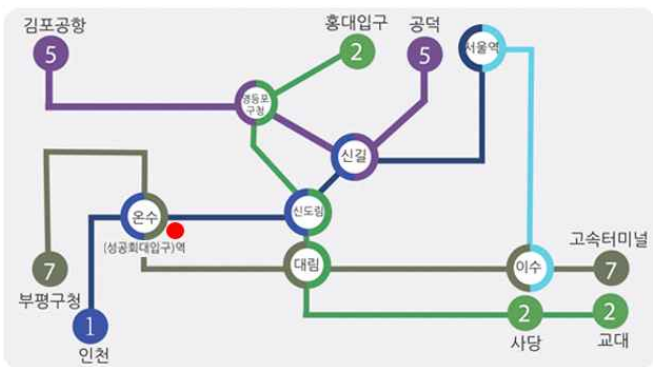 김포공항
홍대입구
공덕
5
2
5
서울역
영등포
구청
신길
온수
신도림
(성공회대입구)역
고속터미널
7
대림
이수
7
부평구청
1
2
2
인천
사당
교대